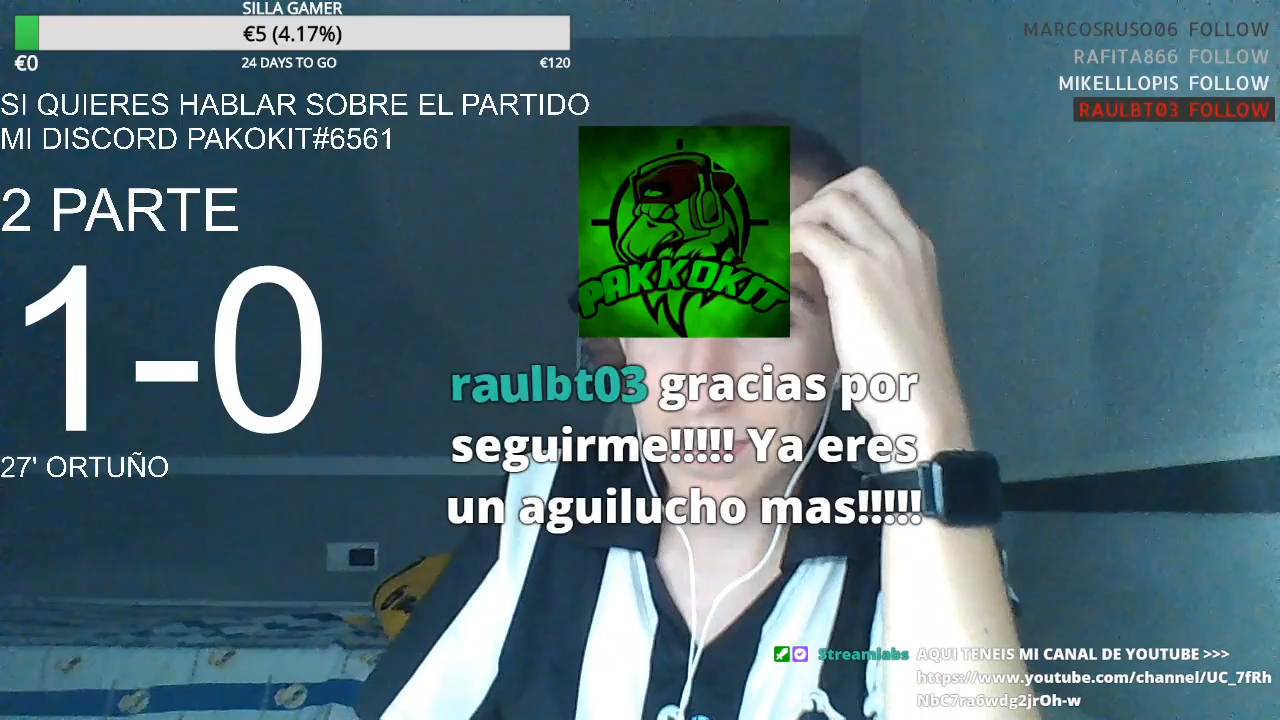 SILLA GAMER
€5 (4.17%)
€0
24 DAYS TO GO
€120
MARCOSRUSO06 FOLLOW
RAFITA866 FOLLOW
MIKELLLOPIS FOLLOW
RAULBT03 FOLLOW
SI QUIERES HABLAR SOBRE EL PARTIDO
MI DISCORD PAKOKIT#6561
2 PARTE
1-0
27' ORTUÑO
PAKKOKIT
raulbt03 gracias por
seguirme!!!!! Ya eres
un aguilucho mas!!!!!
Streamlabs AQUI TENEIS MI CANAL DE YOUTUBE >>>
https://www.youtube.com/channel/UC_7fRh
NbC7ra6wdg2jrOh-w